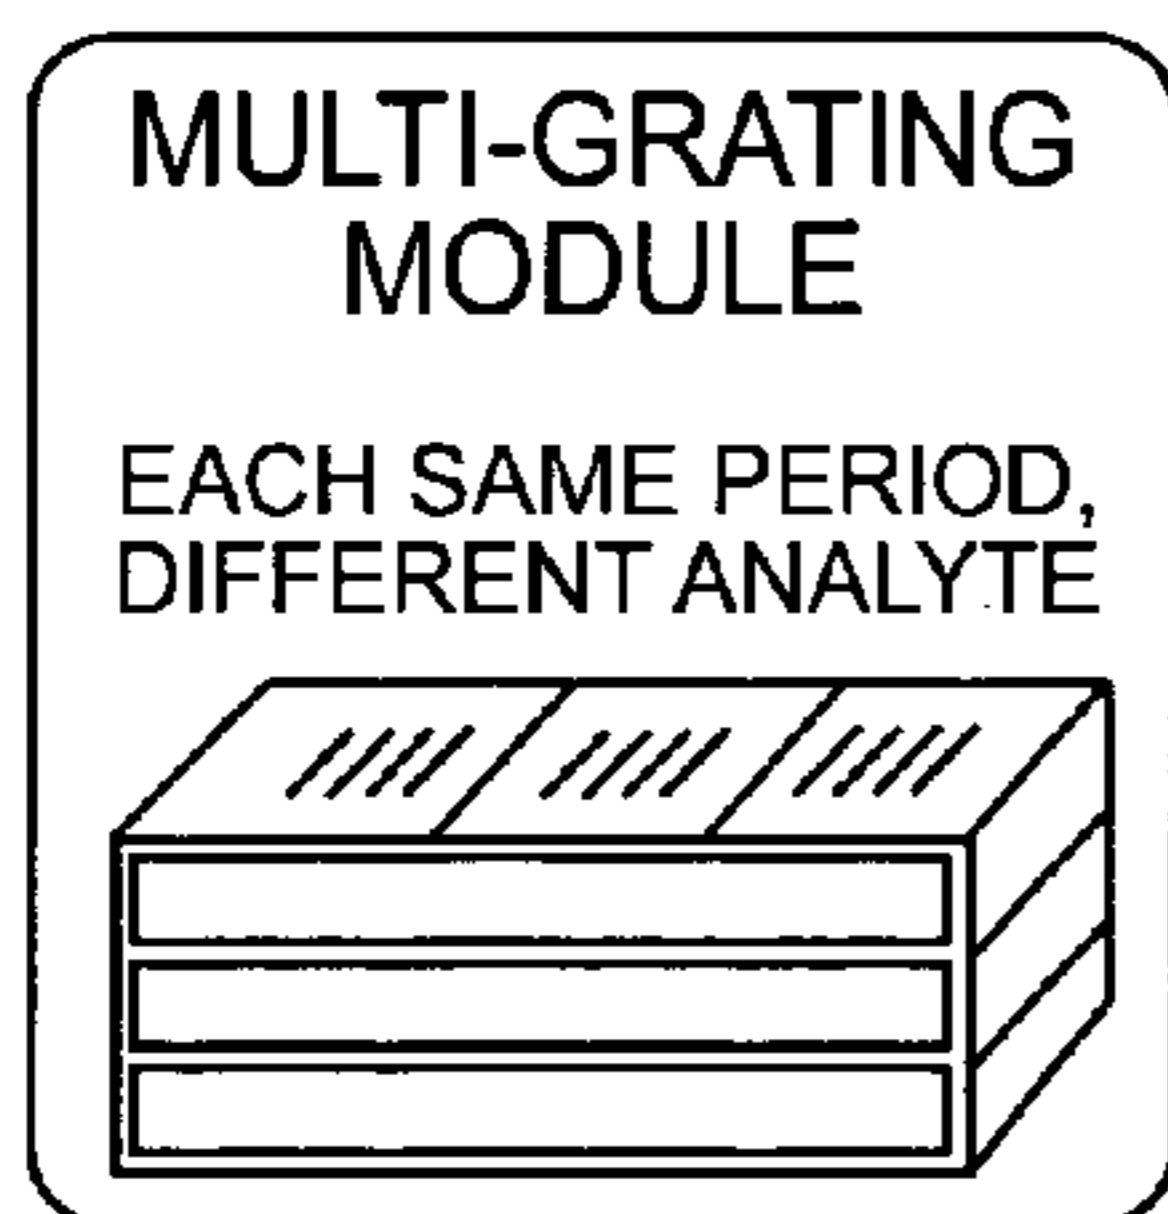 MULTI-GRATING
MODULE
EACH SAME PERIOD,
DIFFERENT ANALYTE